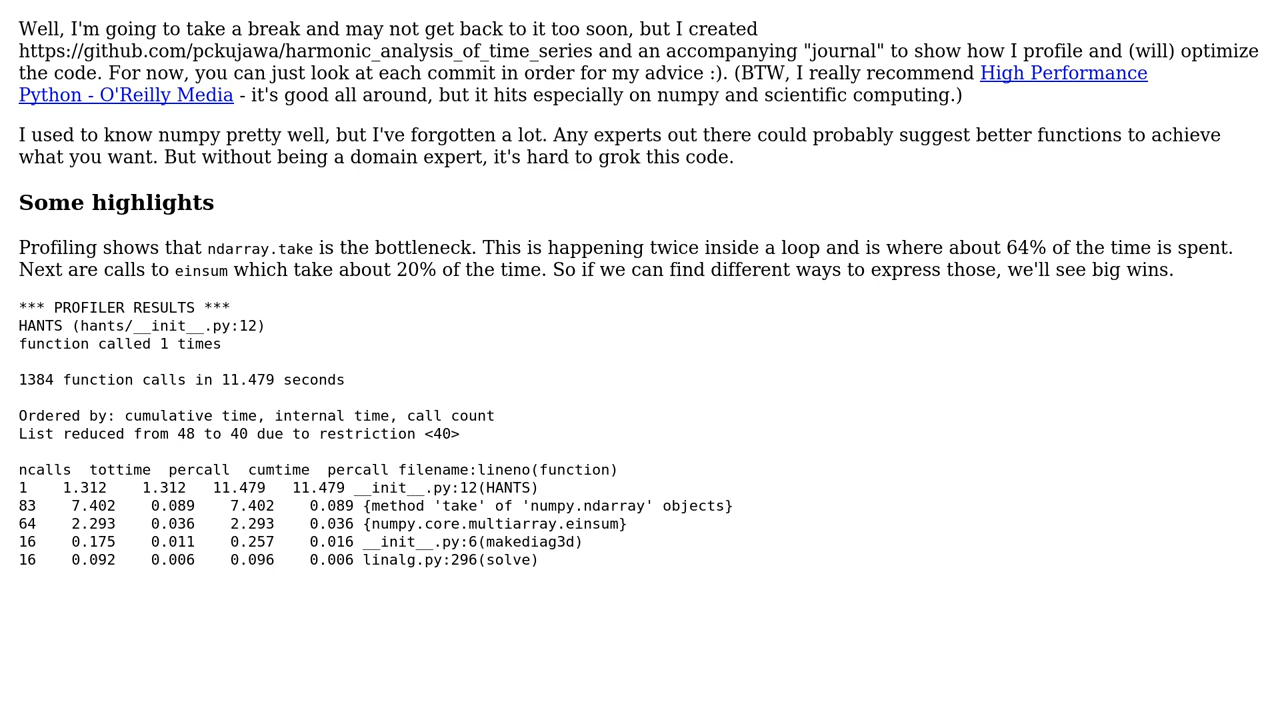 Well, I'm going to take a break and may not get back to it too soon, but I created
https://github.com/pckujawa/harmonic_analysis_of_time_series and an accompanying "journal" to show how I profile and (will) optimize
the code. For now, you can just look at each commit in order for my advice :). (BTW, I really recommend High Performance
Python - O'Reilly Media - it's good all around, but it hits especially on numpy and scientific computing.)
I used to know numpy pretty well, but I've forgotten a lot. Any experts out there could probably suggest better functions to achieve
what you want. But without being a domain expert, it's hard to grok this code.
Some highlights
Profiling shows that ndarray.take is the bottleneck. This is happening twice inside a loop and is where about 64% of the time is spent.
Next are calls to einsum which take about 20% of the time. So if we can find different ways to express those, we'll see big wins.
*** PROFILER RESULTS ***
HANTS (hants/__init__.py:12)
function called 1 times
1384 function calls in 11.479 seconds
Ordered by: cumulative time, internal time, call count
List reduced from 48 to 40 due to restriction <40>
ncalls  tottime  percall  cumtime  percall filename:lineno(function)
1    1.312    1.312   11.479   11.479 __init__.py:12(HANTS)
83    7.402    0.089    7.402    0.089 {method 'take' of 'numpy.ndarray' objects}
64    2.293    0.036    2.293    0.036 {numpy.core.multiarray.einsum}
16    0.175    0.011    0.257    0.016 __init__.py:6(makediag3d)
16    0.092    0.006    0.096    0.006 linalg.py:296(solve)